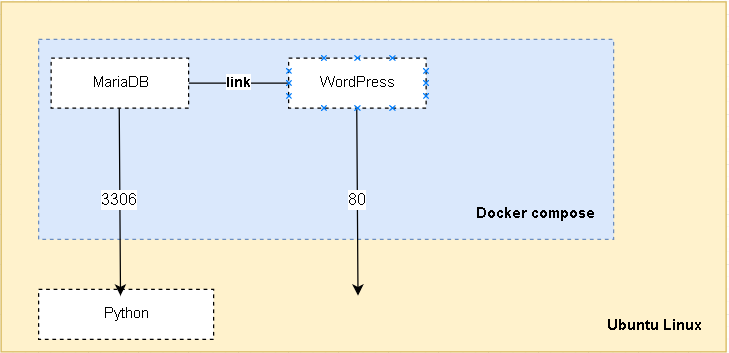 MariaDB
link
WordPress
3306
80
Docker compose
Python
Ubuntu Linux